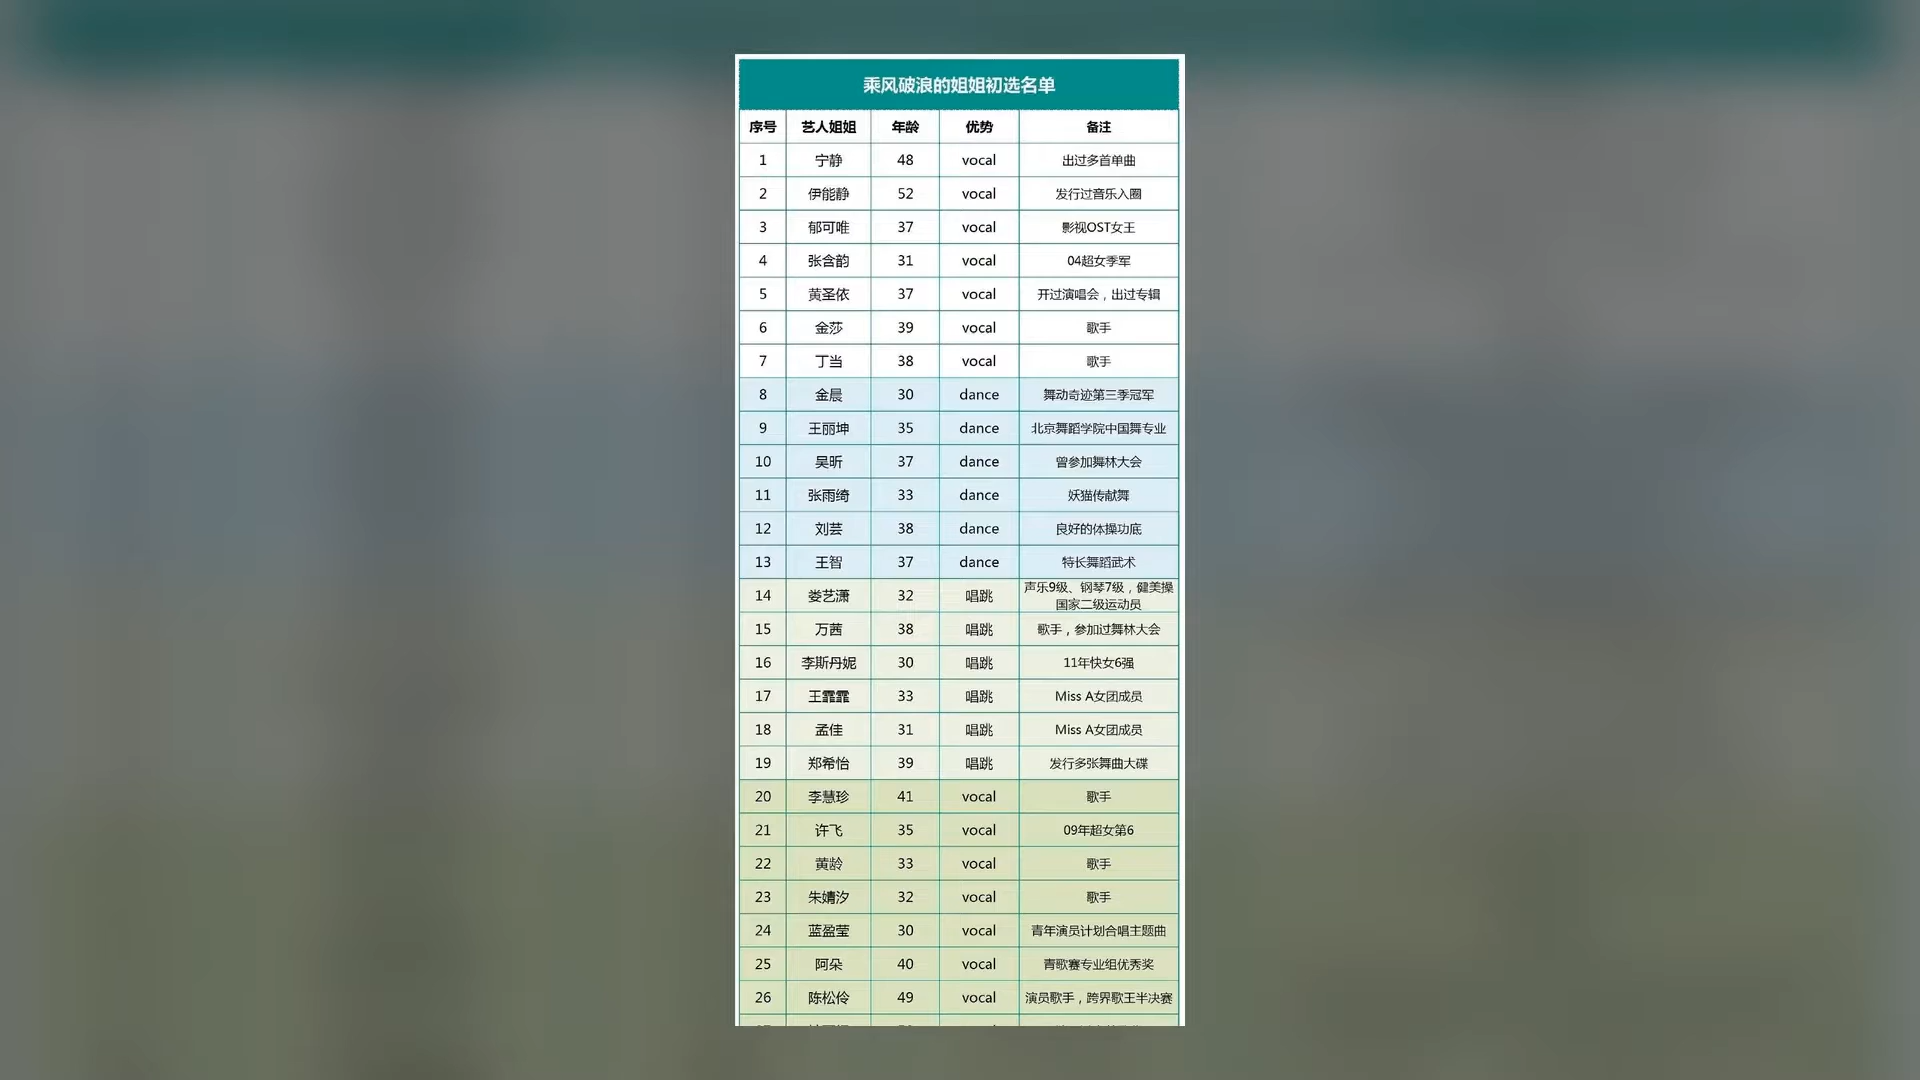 乘风破浪的姐姐初选名单
序号 艺人姐姐 年龄 优势 备注
1 宁静 48 vocal 出过多首单曲
2 伊能静 52 vocal 发行过音乐入圈
3 郁可唯 37 vocal 影视OST女王
4 张含韵 31 vocal 04超女季军
5 黄圣依 37 vocal 开过演唱会，出过专辑
6 金莎 39 vocal 歌手
7 丁当 38 vocal 歌手
8 金晨 30 dance 舞动奇迹第三季冠军
9 王丽坤 35 dance 北京舞蹈学院中国舞专业
10 吴昕 37 dance 曾参加舞林大会
11 张雨绮 33 dance 妖猫传献舞
12 刘芸 38 dance 良好的体操功底
13 王智 37 dance 特长舞蹈武术
14 娄艺潇 32 唱跳 声乐9级、钢琴7级，健美操
国家二级运动员
15 万茜 38 唱跳 歌手，参加过舞林大会
16 李斯丹妮 30 唱跳 11年快女6强
17 王霏霏 33 唱跳 Miss A女团成员
18 孟佳 31 唱跳 Miss A女团成员
19 郑希怡 39 唱跳 发行多张舞曲大碟
20 李慧珍 41 vocal 歌手
21 许飞 35 vocal 09年超女第6
22 黄龄 33 vocal 歌手
23 朱婧汐 32 vocal 歌手
24 蓝盈莹 30 vocal 青年演员计划合唱主题曲
25 阿朵 40 vocal 青歌赛专业组优秀奖
26 陈松伶 49 vocal 演员歌手，跨界歌王半决赛